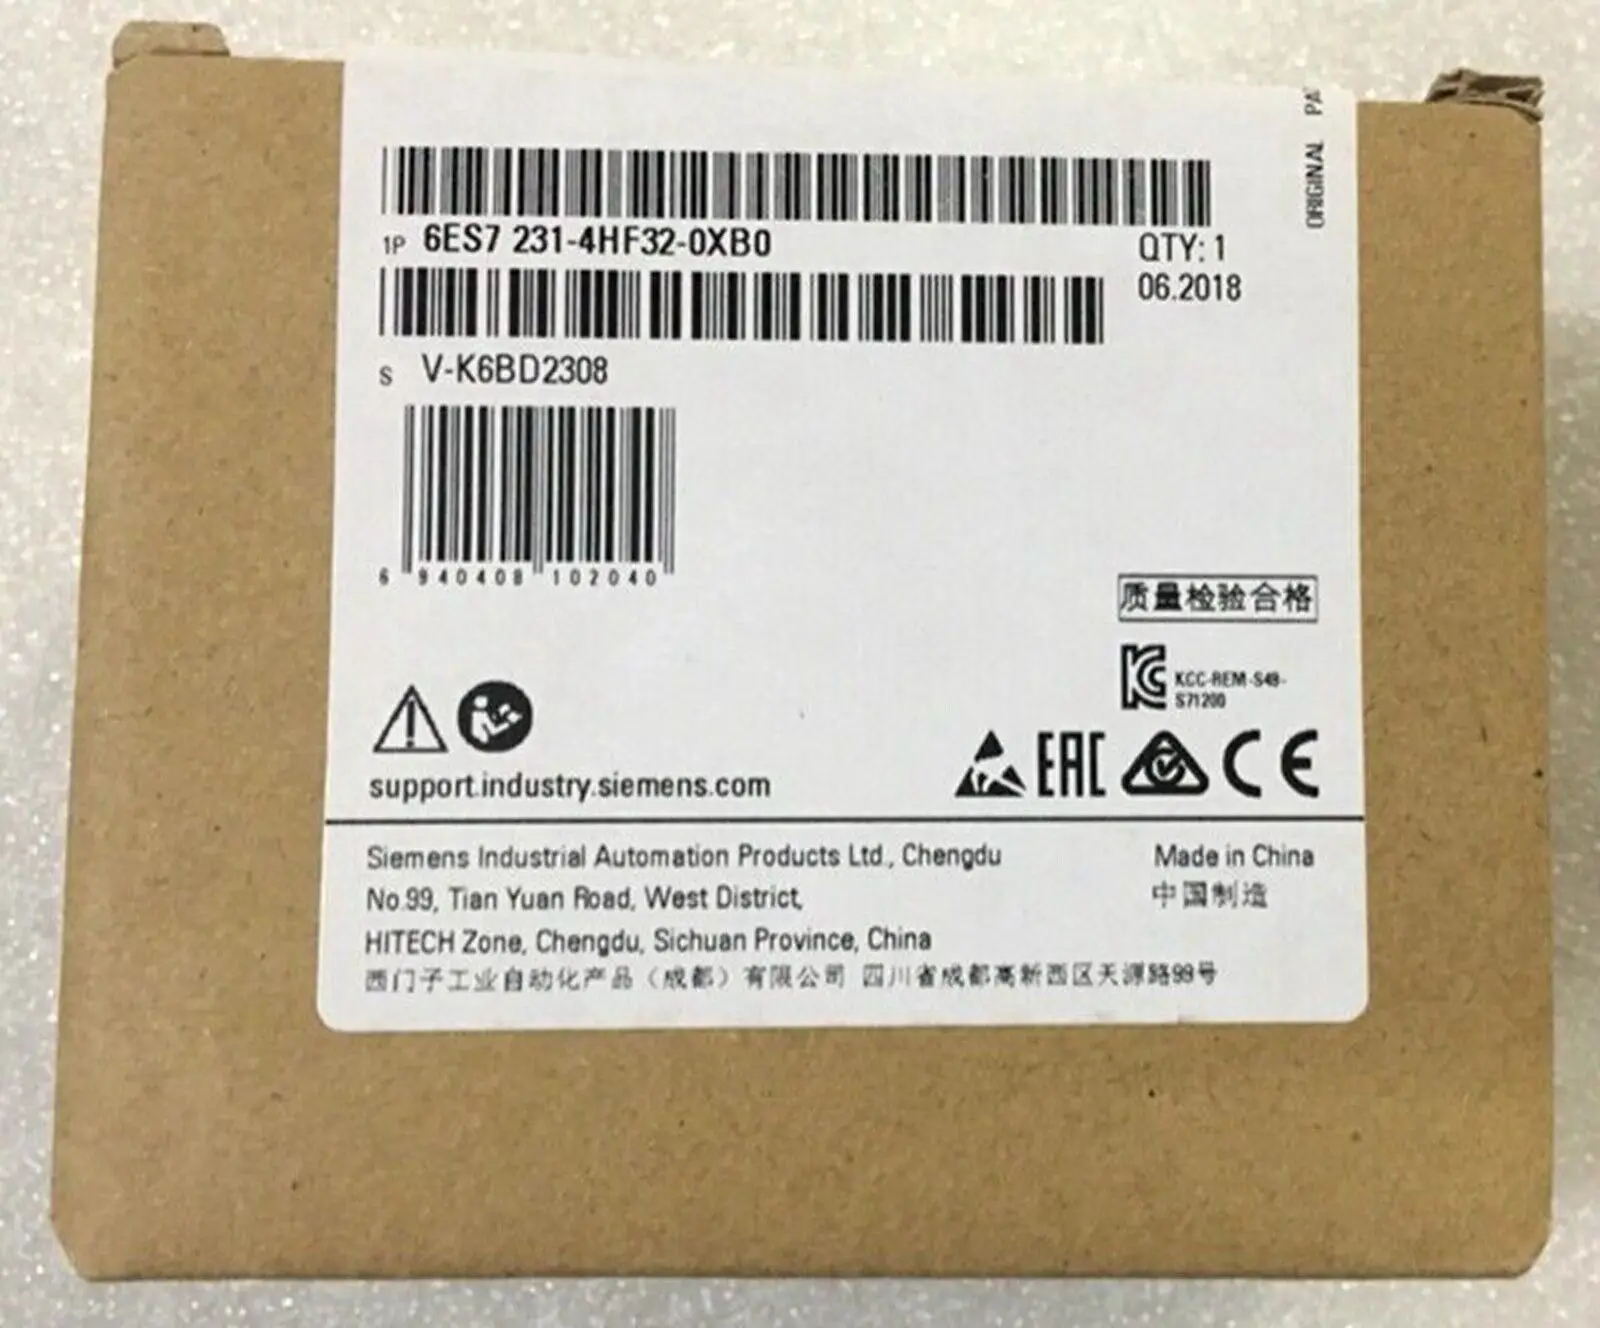 ORIGINAL PA
1P 6ES7 231-4HF32-0XB0
QTY: 1
06.2018
S V-K6BD2308
6 940408 102040
质量检验合格
KCC-REM-S49-
S71200
EAC
CE
support.industry.siemens.com
Siemens Industrial Automation Products Ltd., Chengdu
Made in China
No.99, Tian Yuan Road, West District,
中国制造
HITECH Zone, Chengdu, Sichuan Province, China
西门子工业自动化产品（成都）有限公司 四川省成都高新西区天源路99号